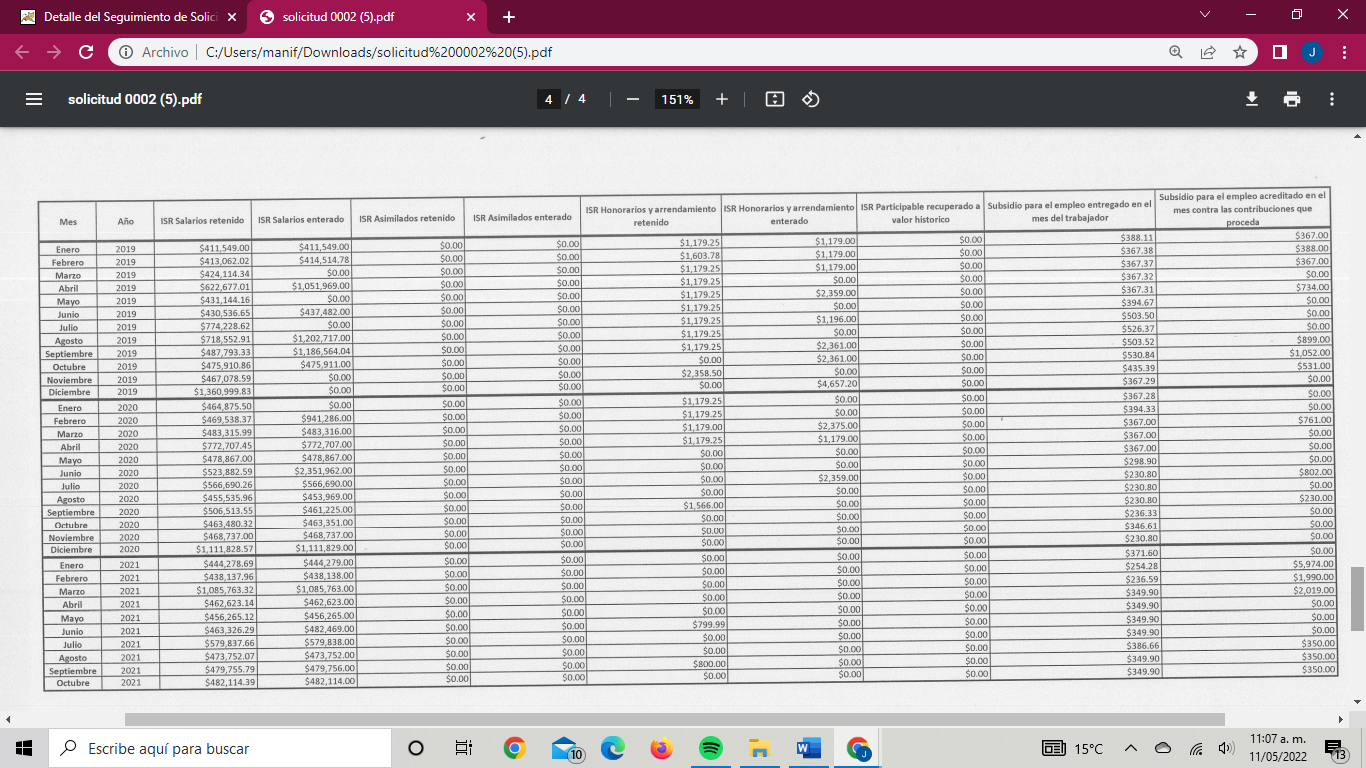 Detalle del Seguimiento de Solici
solicitud 0002 (5).pdf
Archivo C:/Users/manif/Downloads/solicitud%200002%20(5).pdf
J
solicitud 0002 (5).pdf 4 / 4 151%
Mes Año ISR Salarios retenido ISR Salarios enterado ISR Asimilados retenido ISR Asimilados enterado ISR Honorarios y arrendamiento retenido ISR Honorarios y arrendamiento enterado ISR Participable recuperado a valor historico Subsidio para el empleo entregado en el mes del trabajador Subsidio para el empleo acreditado en el mes contra las contribuciones que proceda
Enero 2019 $411,549.00 $411,549.00 $0.00 $0.00 $1,179.25 $1,179.00 $0.00 $388.11 $367.00
Febrero 2019 $413,062.02 $414,514.78 $0.00 $0.00 $1,603.78 $1,179.00 $0.00 $367.38 $388.00
Marzo 2019 $424,114.34 $0.00 $0.00 $0.00 $1,179.25 $1,179.00 $0.00 $367.37 $367.00
Abril 2019 $622,677.01 $1,051,969.00 $0.00 $0.00 $1,179.25 $0.00 $0.00 $367.32 $0.00
Mayo 2019 $431,144.16 $0.00 $0.00 $0.00 $1,179.25 $2,359.00 $0.00 $367.31 $734.00
Junio 2019 $430,536.65 $437,482.00 $0.00 $0.00 $1,179.25 $0.00 $0.00 $394.67 $0.00
Julio 2019 $774,228.62 $0.00 $0.00 $0.00 $1,179.25 $1,196.00 $0.00 $503.50 $0.00
Agosto 2019 $718,552.91 $1,202,717.00 $0.00 $0.00 $1,179.25 $0.00 $0.00 $526.37 $0.00
Septiembre 2019 $487,793.33 $1,186,564.04 $0.00 $0.00 $1,179.25 $2,361.00 $0.00 $503.52 $899.00
Octubre 2019 $475,910.86 $475,911.00 $0.00 $0.00 $0.00 $2,361.00 $0.00 $530.84 $1,052.00
Noviembre 2019 $467,078.59 $0.00 $0.00 $0.00 $2,358.50 $0.00 $0.00 $435.39 $531.00
Diciembre 2019 $1,360,999.83 $0.00 $0.00 $0.00 $0.00 $4,657.20 $0.00 $367.29 $0.00
Enero 2020 $464,875.50 $0.00 $0.00 $0.00 $1,179.25 $0.00 $0.00 $367.28 $0.00
Febrero 2020 $469,538.37 $941,286.00 $0.00 $0.00 $1,179.25 $0.00 $0.00 $394.33 $0.00
Marzo 2020 $483,315.99 $483,316.00 $0.00 $0.00 $1,179.00 $2,375.00 $0.00 $367.00 $761.00
Abril 2020 $772,707.45 $772,707.00 $0.00 $0.00 $1,179.25 $1,179.00 $0.00 $367.00 $0.00
Mayo 2020 $478,867.00 $478,867.00 $0.00 $0.00 $0.00 $0.00 $0.00 $367.00 $0.00
Junio 2020 $523,882.59 $2,351,962.00 $0.00 $0.00 $0.00 $0.00 $0.00 $298.90 $0.00
Julio 2020 $566,690.26 $566,690.00 $0.00 $0.00 $0.00 $2,359.00 $0.00 $230.80 $802.00
Agosto 2020 $455,535.96 $453,969.00 $0.00 $0.00 $0.00 $0.00 $0.00 $230.80 $0.00
Septiembre 2020 $506,513.55 $461,225.00 $0.00 $0.00 $1,566.00 $0.00 $0.00 $230.80 $230.00
Octubre 2020 $463,480.32 $463,351.00 $0.00 $0.00 $0.00 $0.00 $0.00 $236.33 $0.00
Noviembre 2020 $468,737.00 $468,737.00 $0.00 $0.00 $0.00 $0.00 $0.00 $346.61 $0.00
Diciembre 2020 $1,111,828.57 $1,111,829.00 $0.00 $0.00 $0.00 $0.00 $0.00 $230.80 $0.00
Enero 2021 $444,278.69 $444,279.00 $0.00 $0.00 $0.00 $0.00 $0.00 $371.60 $0.00
Febrero 2021 $438,137.96 $438,138.00 $0.00 $0.00 $0.00 $0.00 $0.00 $254.28 $5,974.00
Marzo 2021 $1,085,763.32 $1,085,763.00 $0.00 $0.00 $0.00 $0.00 $0.00 $236.59 $1,990.00
Abril 2021 $462,623.14 $462,623.00 $0.00 $0.00 $0.00 $0.00 $0.00 $349.90 $2,019.00
Mayo 2021 $456,265.12 $456,265.00 $0.00 $0.00 $0.00 $0.00 $0.00 $349.90 $0.00
Junio 2021 $463,326.29 $482,469.00 $0.00 $0.00 $799.99 $0.00 $0.00 $349.90 $0.00
Julio 2021 $579,837.66 $579,838.00 $0.00 $0.00 $0.00 $0.00 $0.00 $349.90 $0.00
Agosto 2021 $473,752.07 $473,752.00 $0.00 $0.00 $0.00 $0.00 $0.00 $386.66 $350.00
Septiembre 2021 $479,755.79 $479,756.00 $0.00 $0.00 $800.00 $0.00 $0.00 $349.90 $350.00
Octubre 2021 $482,114.39 $482,114.00 $0.00 $0.00 $0.00 $0.00 $0.00 $349.90 $350.00
Escribe aquí para buscar
10
W
J
15°C
11:07 a. m.
11/05/2022
13